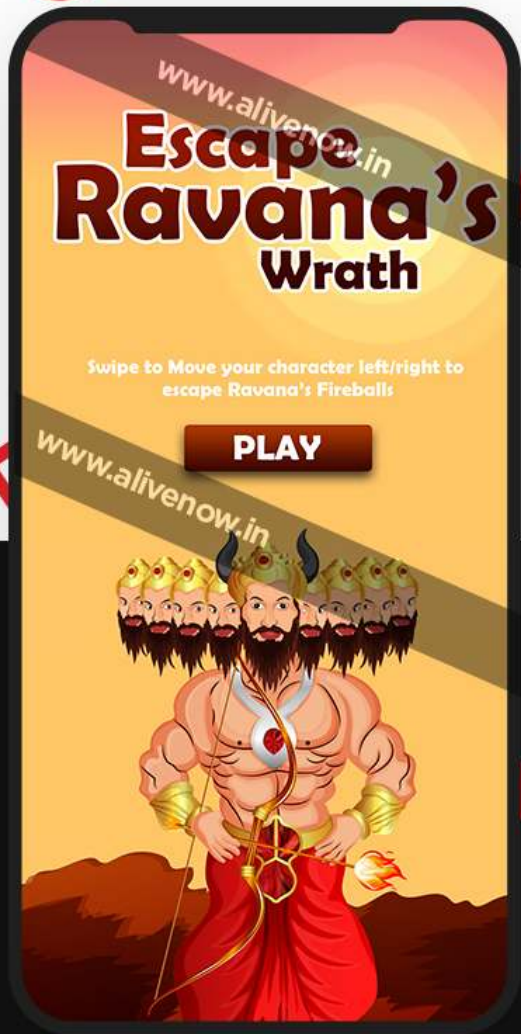 www.alivenow.in
Escape
Ravana's
Wrath
Swipe to Move your character left/right to
escape Ravana's Fireballs
PLAY
www.alivenow.in